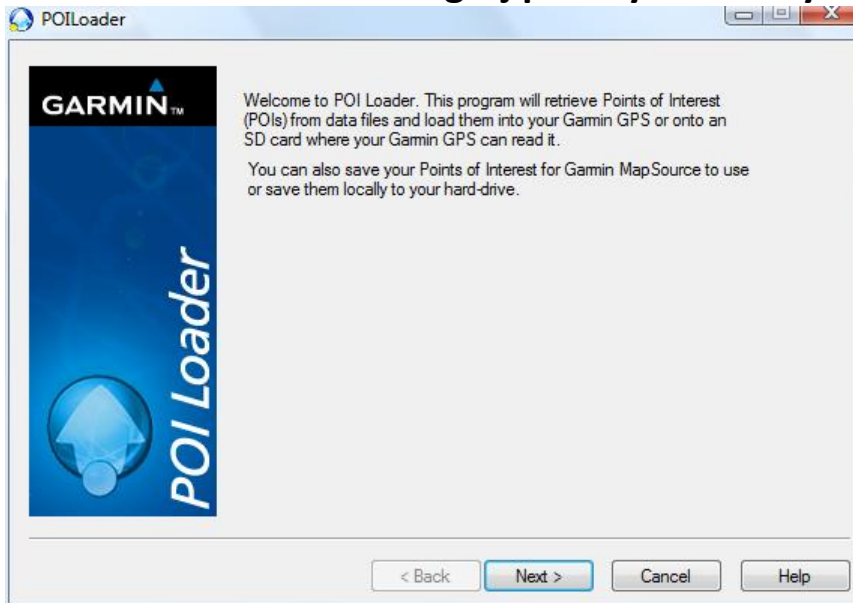 POILoader
GARMIN™
POI Loader
Welcome to POI Loader. This program will retrieve Points of Interest
(POIs) from data files and load them into your Garmin GPS or onto an
SD card where your Garmin GPS can read it.
You can also save your Points of Interest for Garmin MapSource to use
or save them locally to your hard-drive.
< Back Next > Cancel Help